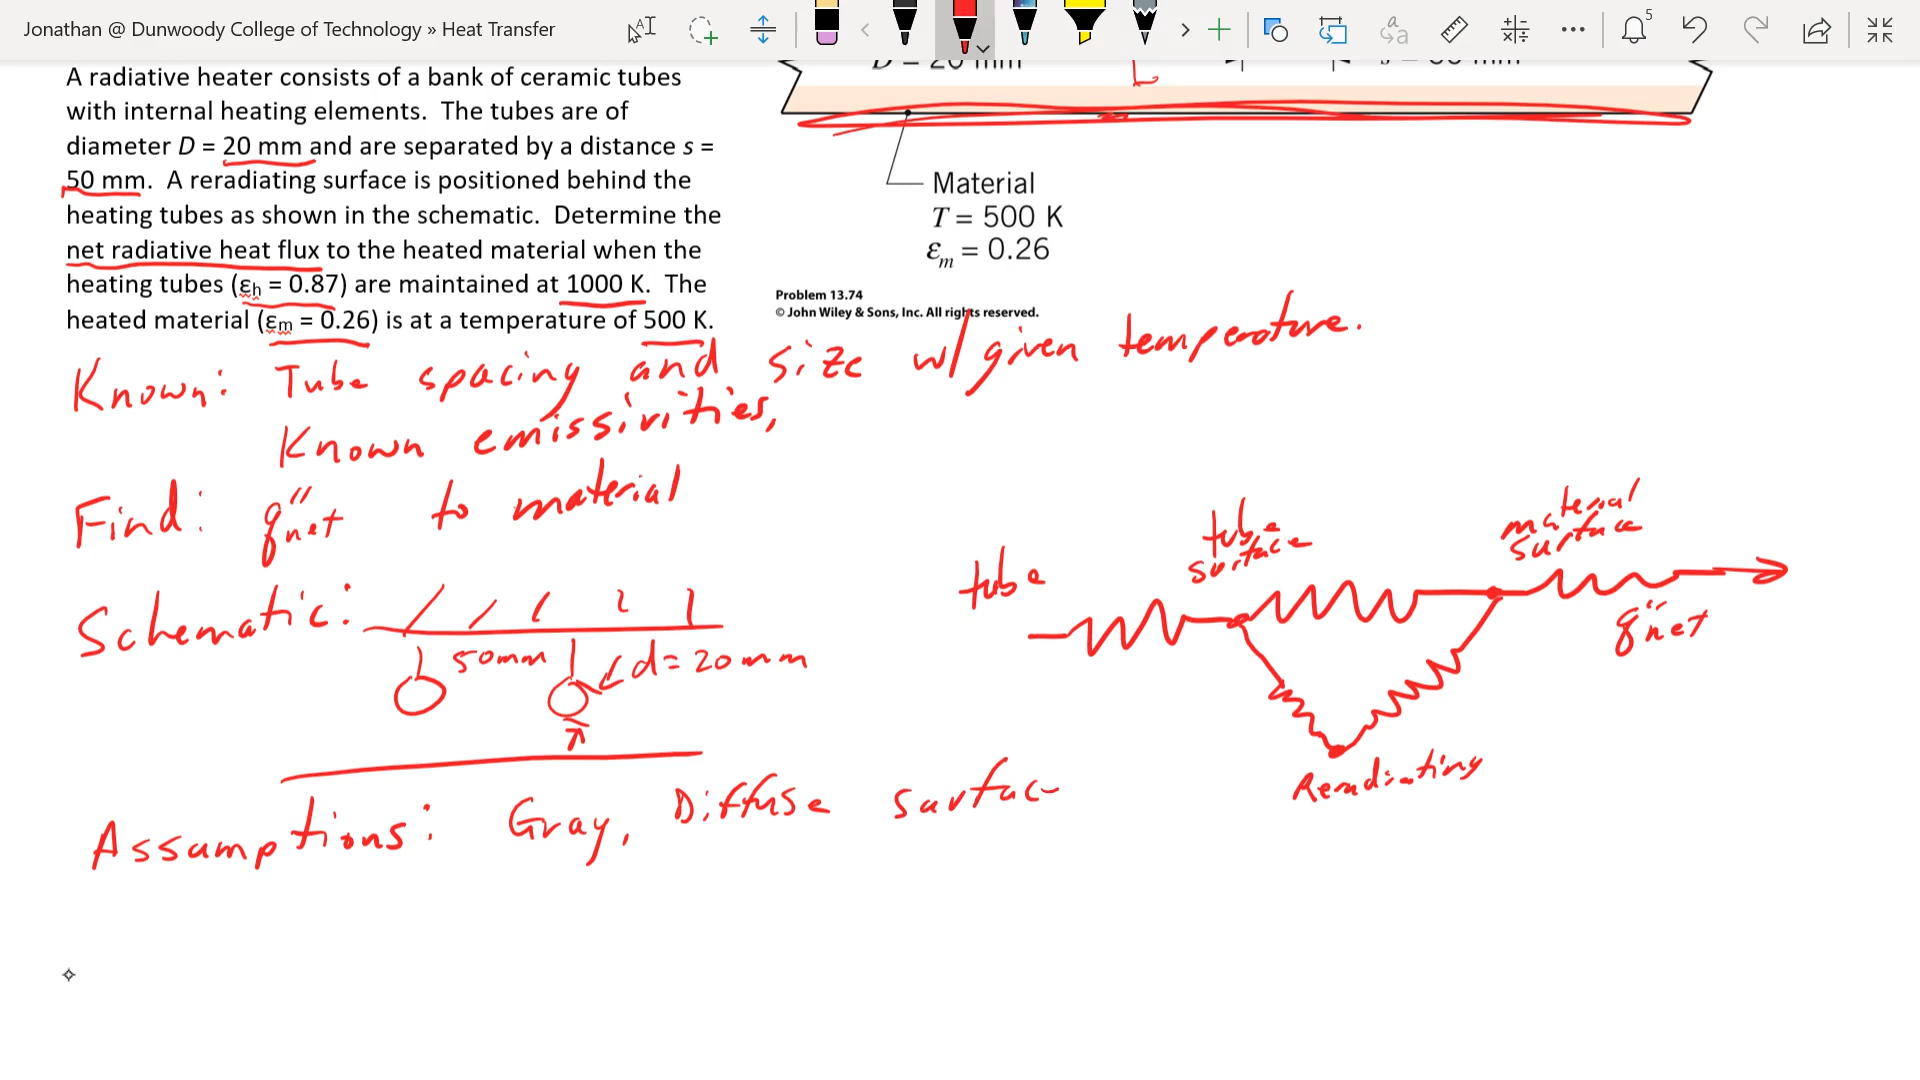 Jonathan @ Dunwoody College of Technology » Heat Transfer
5
A radiative heater consists of a bank of ceramic tubes
with internal heating elements. The tubes are of
diameter D = 20 mm and are separated by a distance s =
50 mm. A reradiating surface is positioned behind the
heating tubes as shown in the schematic. Determine the
net radiative heat flux to the heated material when the
heating tubes (εh = 0.87) are maintained at 1000 K. The
heated material (εm = 0.26) is at a temperature of 500 K.
L
Material
T = 500 K
εm = 0.26
Problem 13.74
© John Wiley & Sons, Inc. All rights reserved.
Known: Tube spacing and size w/ given temperature.
Known emissivities,
Find: q"net to material
Schematic:
50mm d=20mm
Assumptions: Gray, Diffuse surfac
tube
tube
surface
material
surface
q"net
Reradiating